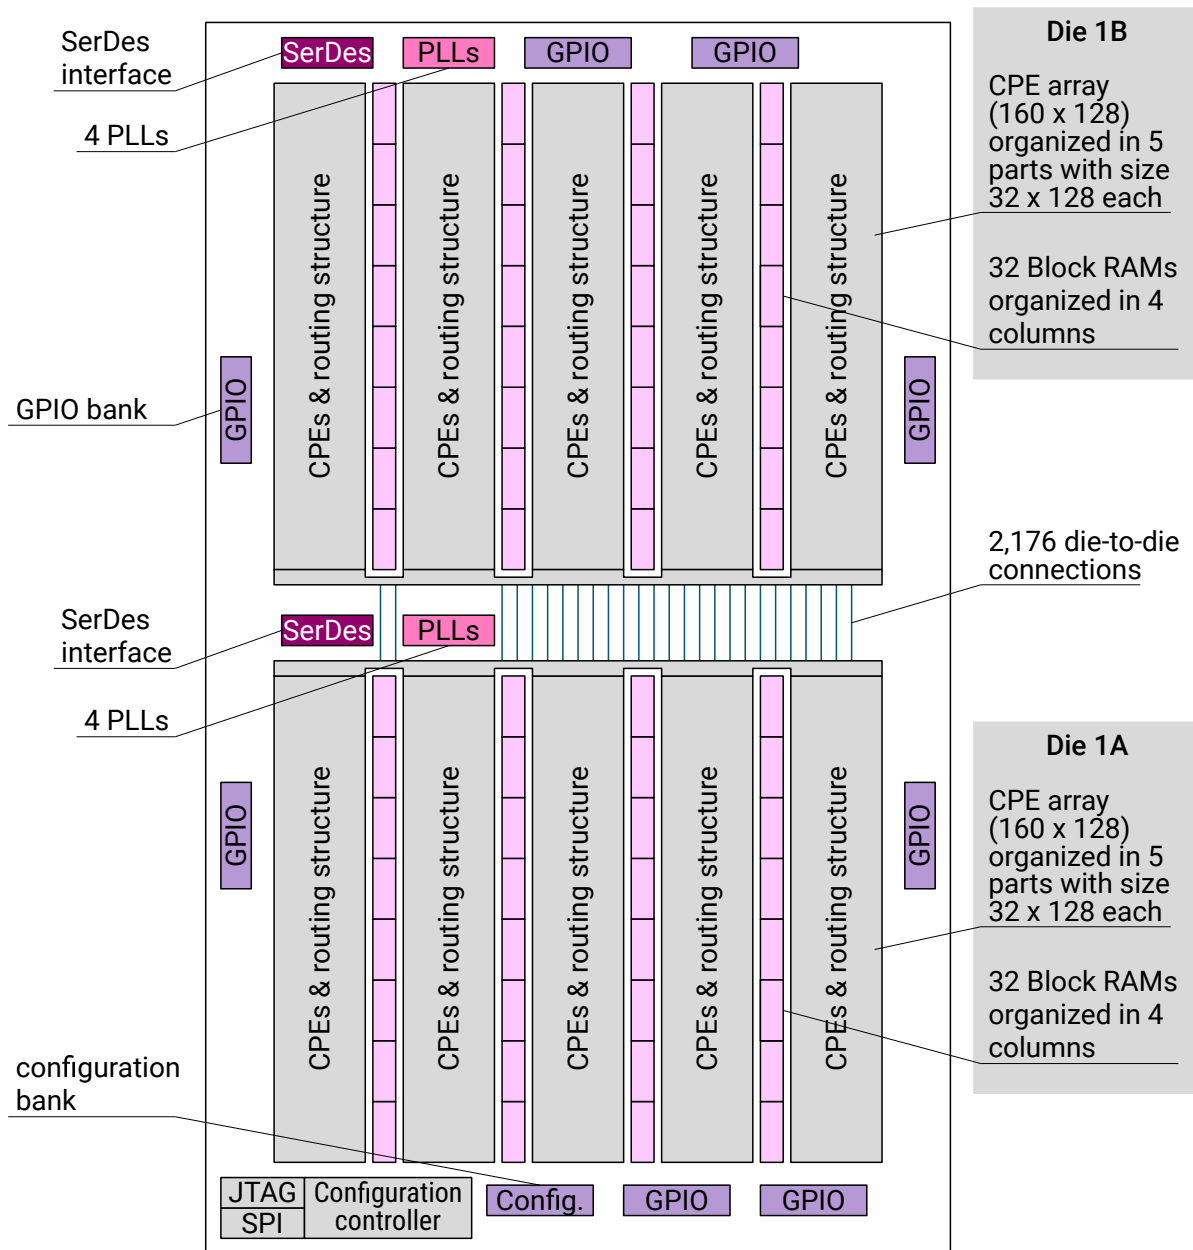 SerDes
interface
4 PLLs
SerDes
PLLs
GPIO
GPIO
Die 1B
CPE array
(160 x 128)
organized in 5
parts with size
32 x 128 each
32 Block RAMs
organized in 4
columns
CPEs & routing structure
CPEs & routing structure
CPEs & routing structure
CPEs & routing structure
CPEs & routing structure
GPIO bank
GPIO
GPIO
2,176 die-to-die
connections
SerDes
interface
4 PLLs
SerDes
PLLs
Die 1A
CPE array
(160 x 128)
organized in 5
parts with size
32 x 128 each
32 Block RAMs
organized in 4
columns
GPIO
GPIO
CPEs & routing structure
CPEs & routing structure
CPEs & routing structure
CPEs & routing structure
CPEs & routing structure
configuration
bank
JTAG
SPI
Configuration
controller
Config.
GPIO
GPIO